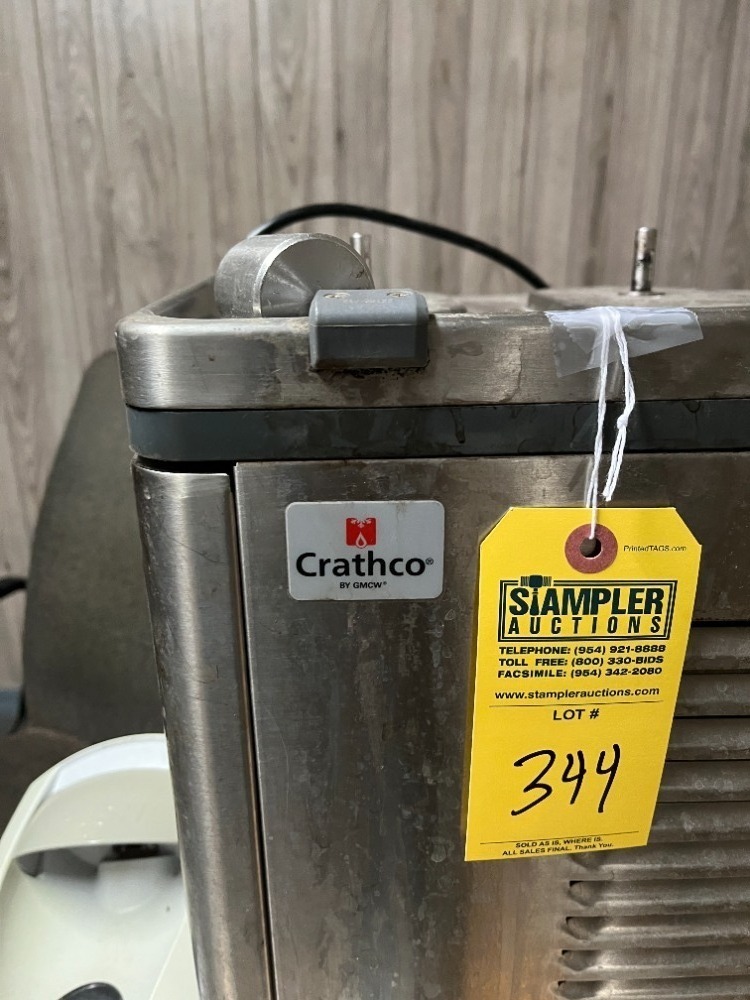 Crathco®
BY GMCW®
PrintedTAGS.com
STAMPLER
AUCTIONS
TELEPHONE: (954) 921-8888
TOLL FREE: (800) 330-BIDS
FACSIMILE: (954) 342-2080
www.stamplerauctions.com
LOT #
344
SOLD AS IS, WHERE IS.
ALL SALES FINAL. Thank You.